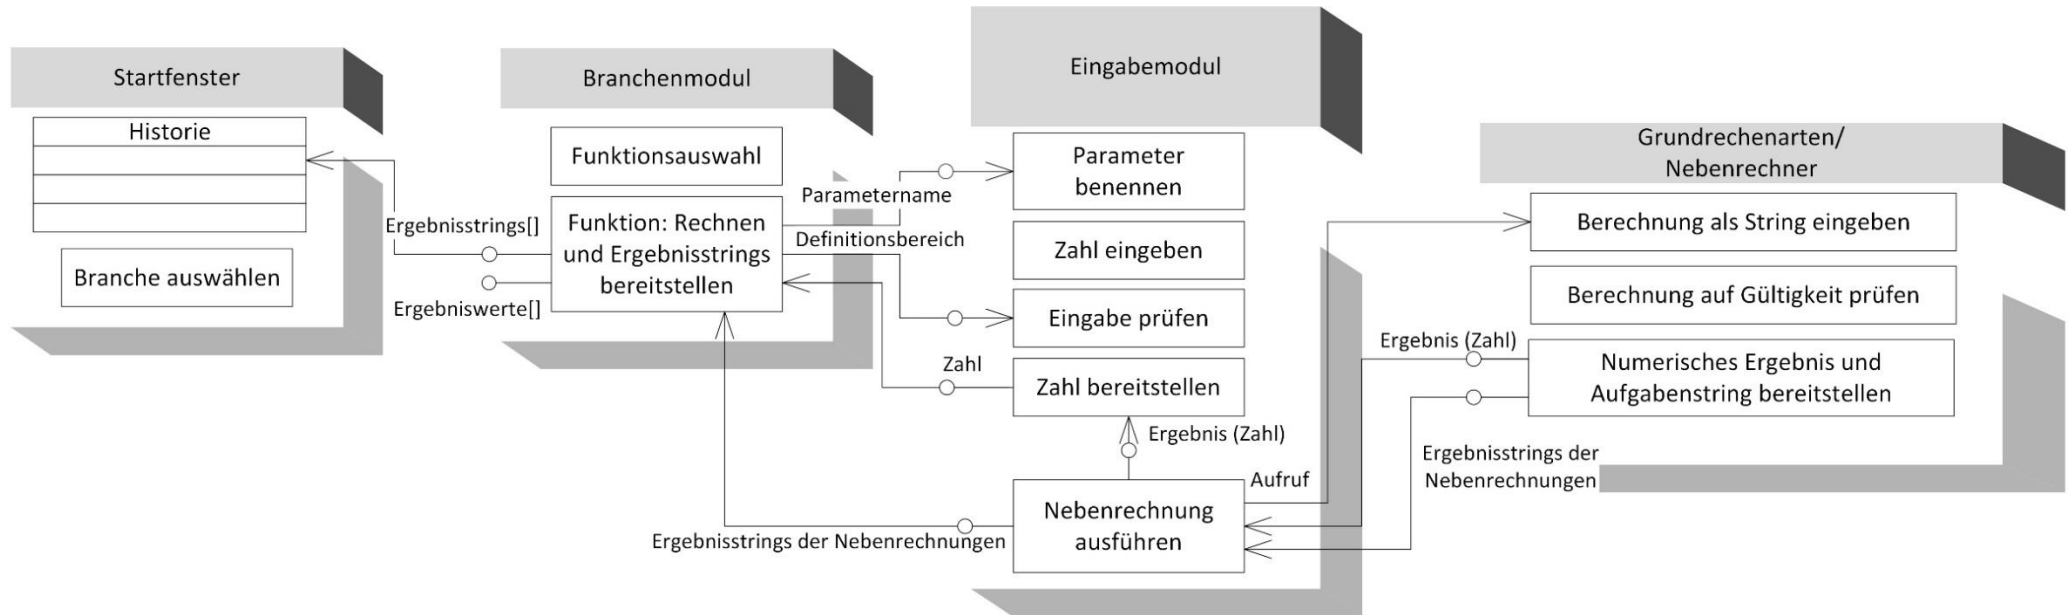 Startfenster
Historie
Branche auswählen
Ergebnisstrings[]
Ergebniswerte[]
Branchenmodul
Funktionsauswahl
Funktion: Rechnen
und Ergebnisstrings
bereitstellen
Parametername
Definitionsbereich
Zahl
Ergebnisstrings der Nebenrechnungen
Eingabemodul
Parameter
benennen
Zahl eingeben
Eingabe prüfen
Zahl bereitstellen
Ergebnis (Zahl)
Nebenrechnung
ausführen
Aufruf
Grundrechenarten/
Nebenrechner
Berechnung als String eingeben
Berechnung auf Gültigkeit prüfen
Ergebnis (Zahl)
Numerisches Ergebnis und
Aufgabenstring bereitstellen
Ergebnisstrings der
Nebenrechnungen